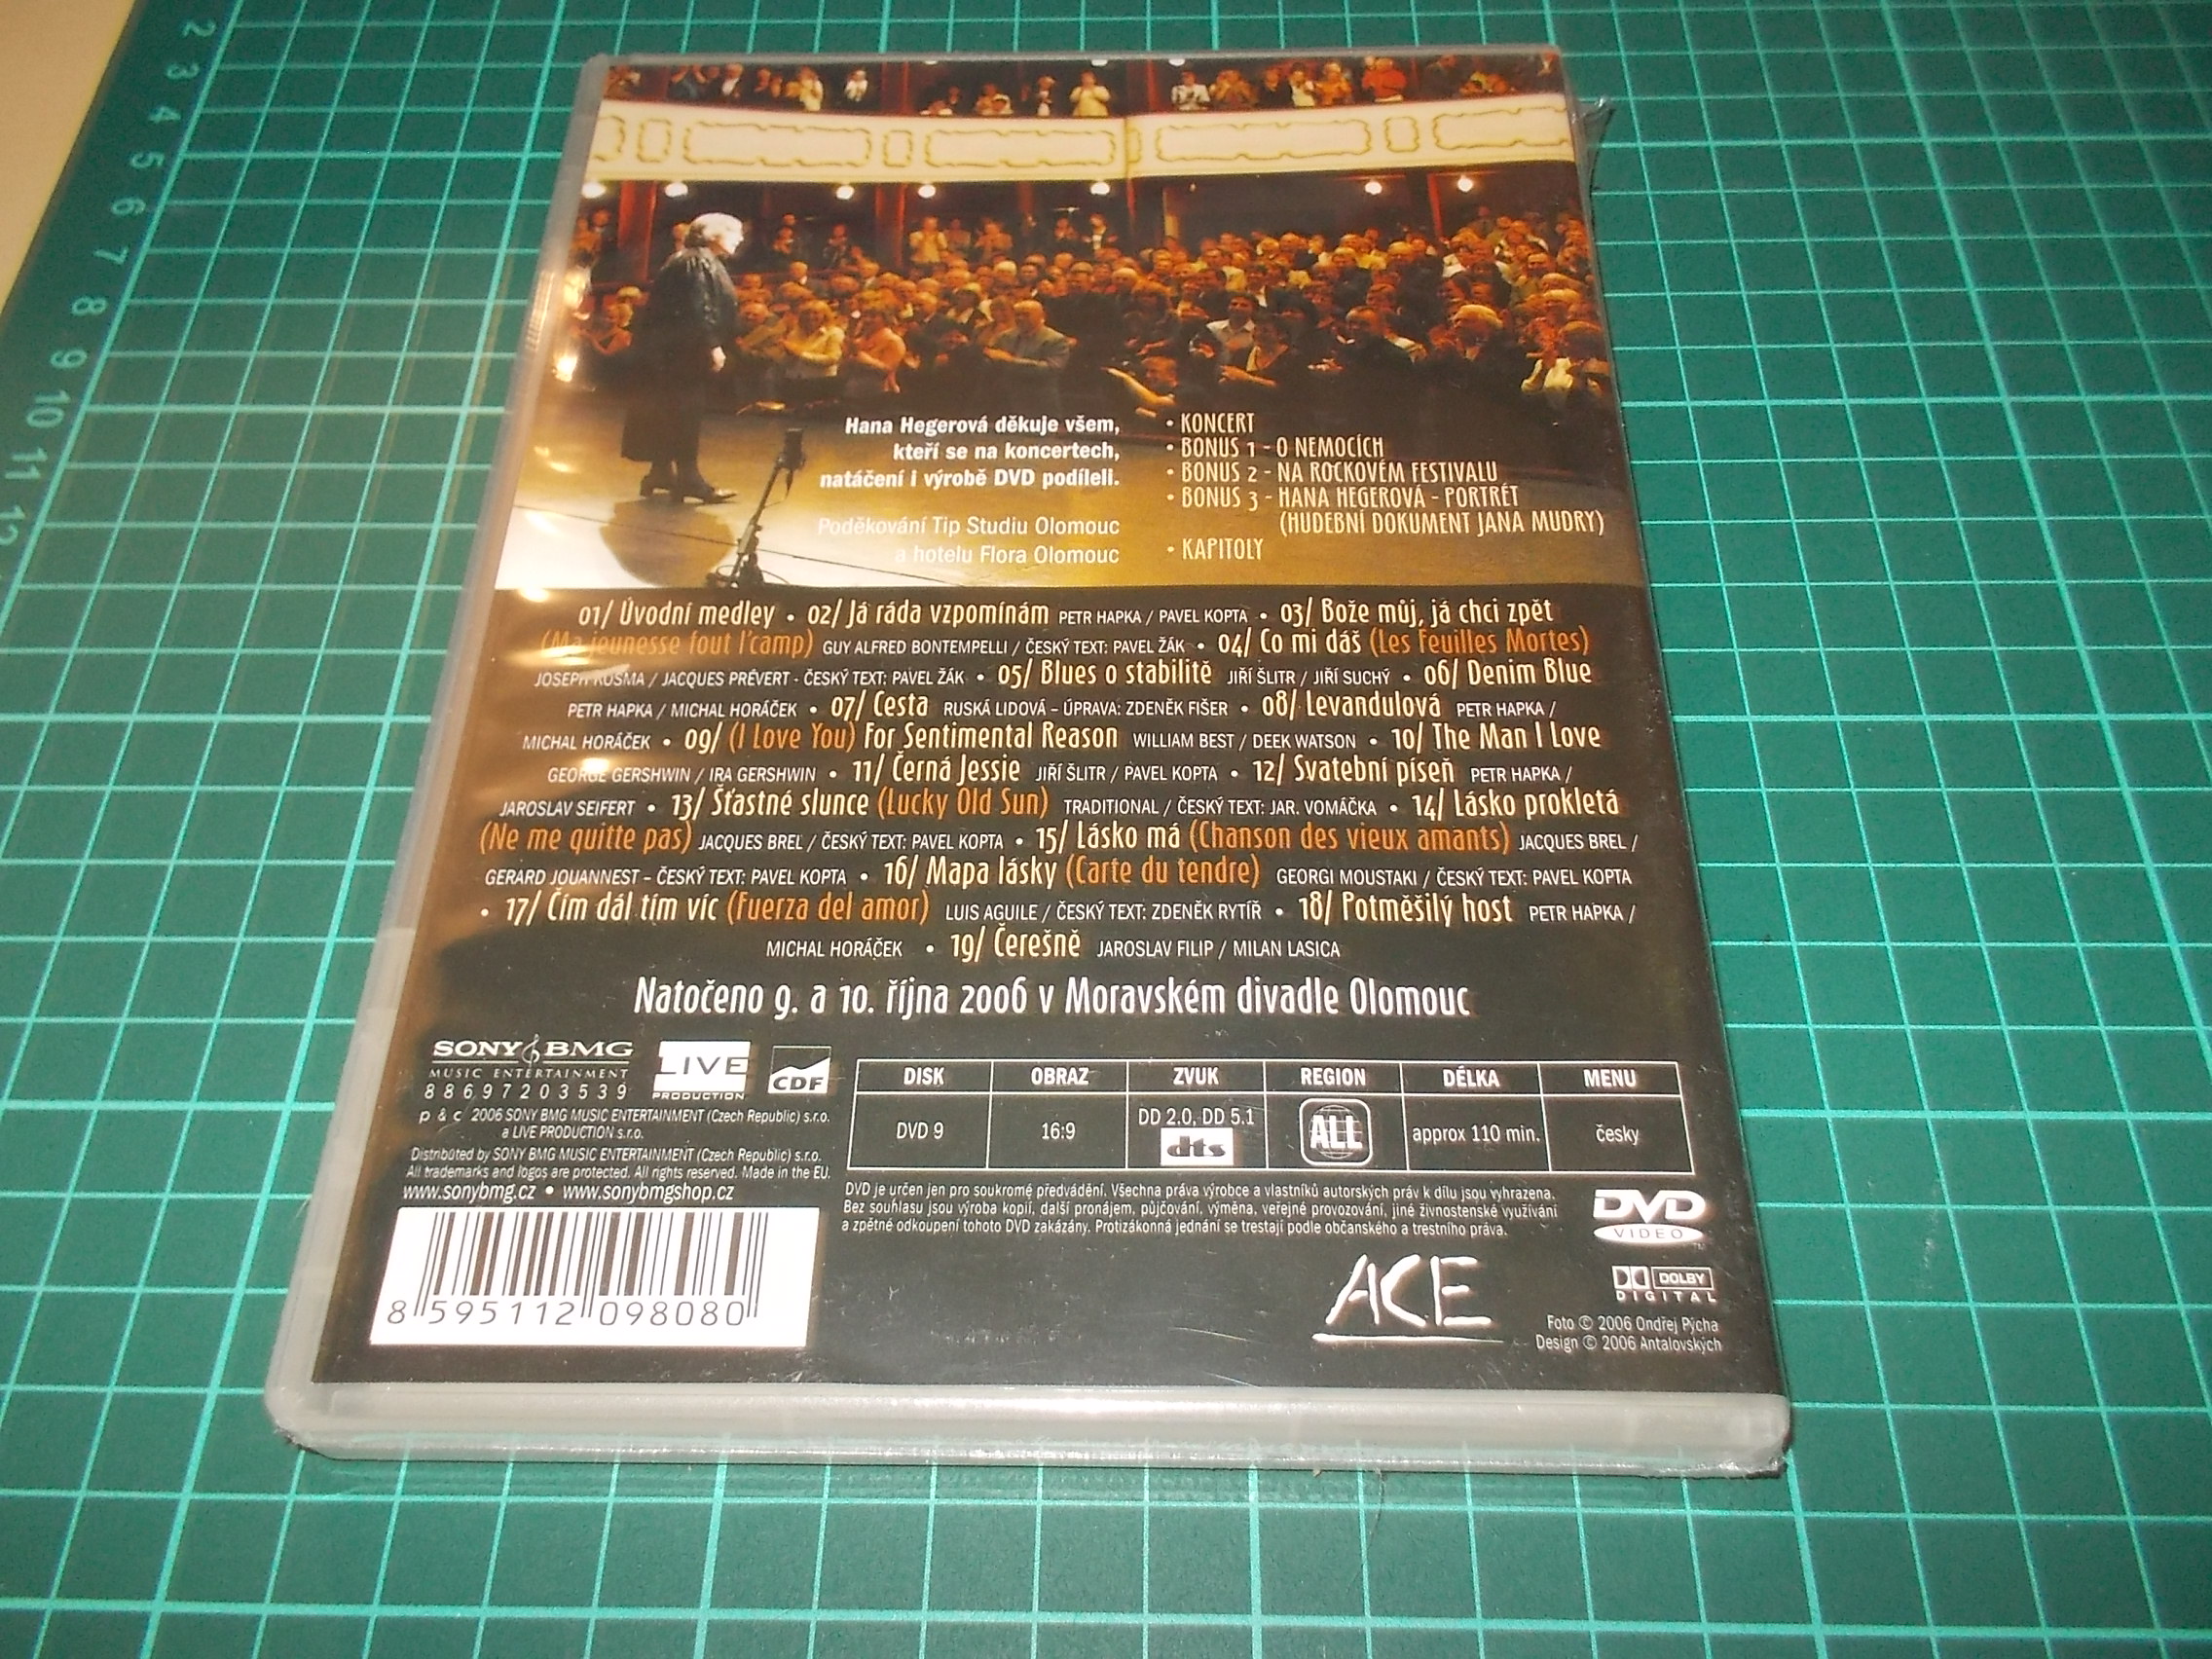 2
3
4
5
6
7
8
9
10
11
12
Hana Hegerová děkuje všem,
kteří se na koncertech,
natáčení i výrobě DVD podíleli.
Poděkování Tip Studiu Olomouc
a hotelu Flora Olomouc
• KONCERT
• BONUS 1 - O NEMOCÍCH
• BONUS 2 - NA ROCKOVÉM FESTIVALU
• BONUS 3 - HANA HEGEROVÁ - PORTRÉT
(HUDEBNÍ DOKUMENT JANA MUDRY)
• KAPITOLY
01/ Úvodní medley • 02/ Já ráda vzpomínám PETR HAPKA / PAVEL KOPTA • 03/ Bože můj, já chci zpět
(Ma jeunesse fout l'camp) GUY ALFRED BONTEMPELLI / ČESKÝ TEXT: PAVEL ŽÁK • 04/ Co mi dáš (Les Feuilles Mortes)
JOSEPH KOSMA / JACQUES PRÉVERT - ČESKÝ TEXT: PAVEL ŽÁK • 05/ Blues o stabilitě JIŘÍ ŠLITR / JIŘÍ SUCHÝ • 06/ Denim Blue
PETR HAPKA / MICHAL HORÁČEK • 07/ Cesta RUSKÁ LIDOVÁ – ÚPRAVA: ZDENĚK FIŠER • 08/ Levandulová PETR HAPKA /
MICHAL HORÁČEK • 09/ (I Love You) For Sentimental Reason WILLIAM BEST / DEEK WATSON • 10/ The Man I Love
GEORGE GERSHWIN / IRA GERSHWIN • 11/ Černá Jessie JIŘÍ ŠLITR / PAVEL KOPTA • 12/ Svatební píseň PETR HAPKA /
JAROSLAV SEIFERT • 13/ Šťastné slunce (Lucky Old Sun) TRADITIONAL / ČESKÝ TEXT: JAR. VOMÁČKA • 14/ Lásko prokletá
(Ne me quitte pas) JACQUES BREL / ČESKÝ TEXT: PAVEL KOPTA • 15/ Lásko má (Chanson des vieux amants) JACQUES BREL /
GERARD JOUANNEST – ČESKÝ TEXT: PAVEL KOPTA • 16/ Mapa lásky (Carte du tendre) GEORGI MOUSTAKI / ČESKÝ TEXT: PAVEL KOPTA
• 17/ Čím dál tím víc (Fuerza del amor) LUIS AGUILE / ČESKÝ TEXT: ZDENĚK RYTÍŘ • 18/ Potměšilý host PETR HAPKA /
MICHAL HORÁČEK • 19/ Čerešně JAROSLAV FILIP / MILAN LASICA
Natočeno 9. a 10. října 2006 v Moravském divadle Olomouc
SONY BMG
MUSIC ENTERTAINMENT
88697203539
LIVE
PRODUCTION
CDF
p & c 2006 SONY BMG MUSIC ENTERTAINMENT (Czech Republic) s.r.o.
a LIVE PRODUCTION s.r.o.
Distributed by SONY BMG MUSIC ENTERTAINMENT (Czech Republic) s.r.o.
All trademarks and logos are protected. All rights reserved. Made in the EU.
www.sonybmg.cz • www.sonybmgshop.cz
8 595112 098080
DISK OBRAZ ZVUK REGION DÉLKA MENU
DVD 9 16:9 DD 2.0, DD 5.1 dts ALL approx 110 min. česky
DVD je určen jen pro soukromé předvádění. Všechna práva výrobce a vlastníků autorských práv k dílu jsou vyhrazena.
Bez souhlasu jsou výroba kopií, další pronájem, půjčování, výměna, veřejné provozování, jiné živnostenské využívání
a zpětné odkoupení tohoto DVD zakázány. Protizákonná jednání se trestají podle občanského a trestního práva.
DVD
VIDEO
ACE
DOLBY
DIGITAL
Foto © 2006 Ondřej Pýcha
Design © 2006 Antalovských